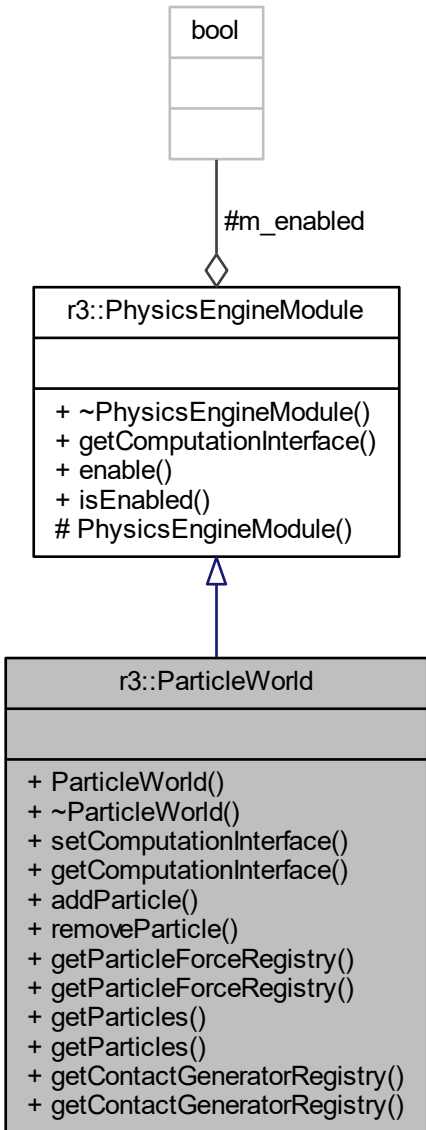 bool
#m_enabled
r3::PhysicsEngineModule
+ ~PhysicsEngineModule()
+ getComputationInterface()
+ enable()
+ isEnabled()
# PhysicsEngineModule()
r3::ParticleWorld
+ ParticleWorld()
+ ~ParticleWorld()
+ setComputationInterface()
+ getComputationInterface()
+ addParticle()
+ removeParticle()
+ getParticleForceRegistry()
+ getParticleForceRegistry()
+ getParticles()
+ getParticles()
+ getContactGeneratorRegistry()
+ getContactGeneratorRegistry()